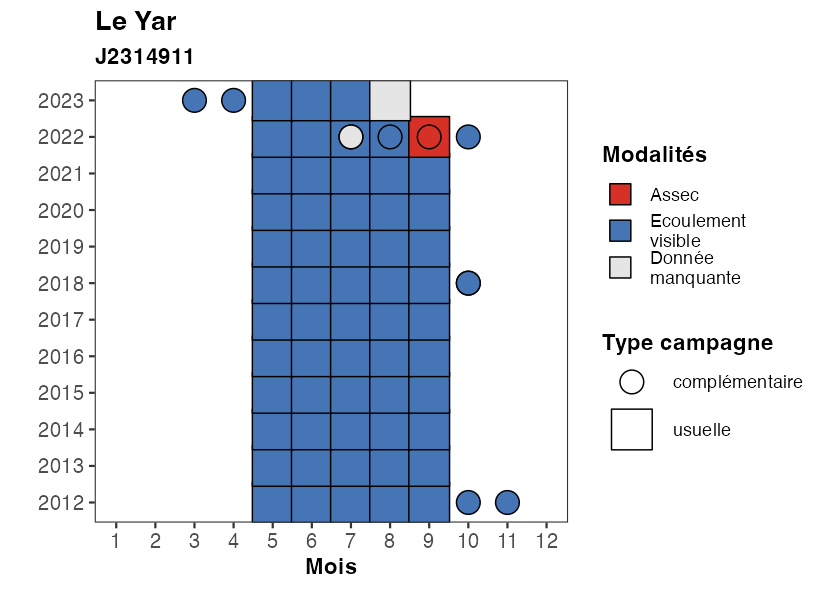 Le Yar
J2314911
2023
2022
2021
2020
2019
2018
2017
2016
2015
2014
2013
2012
1 2 3 4 5 6 7 8 9 10 11 12
Mois
Modalités
Assec
Ecoulement
visible
Donnée
manquante
Type campagne
complémentaire
usuelle